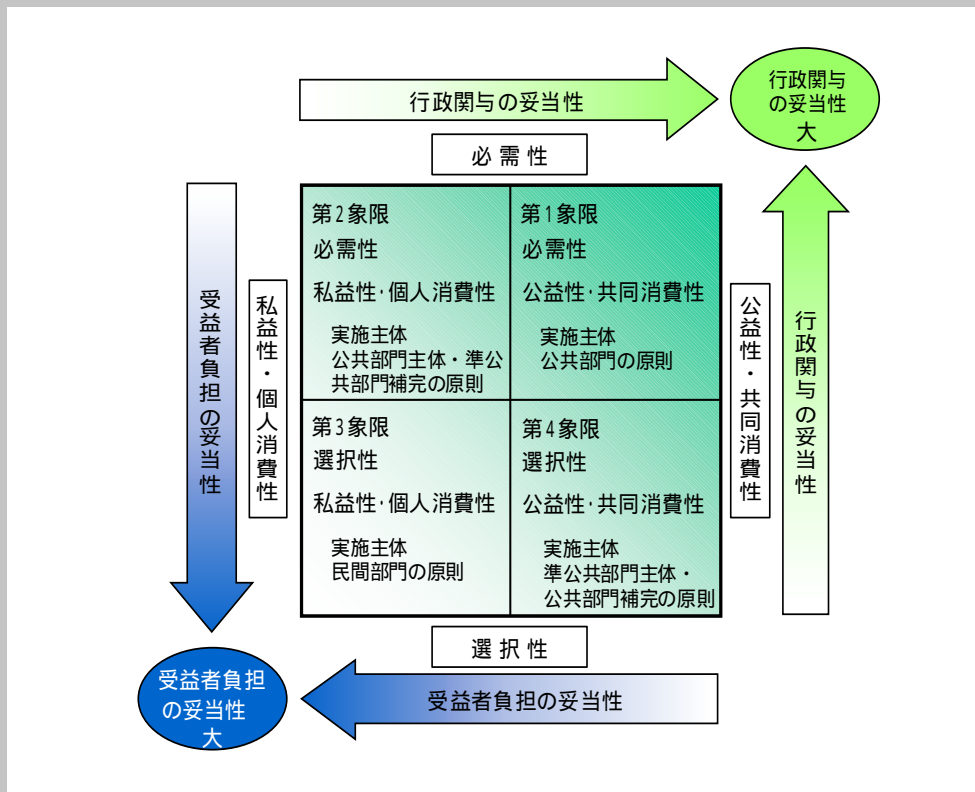 行政関与の妥当性
行政関与
の妥当性
大
必需性
受益者負担の妥当性
私益性・個人消費性
第2象限
必需性
私益性・個人消費性
実施主体
公共部門主体・準公
共部門補完の原則
第1象限
必需性
公益性・共同消費性
実施主体
公共部門の原則
第3象限
選択性
私益性・個人消費性
実施主体
民間部門の原則
第4象限
選択性
公益性・共同消費性
実施主体
準公共部門主体・
公共部門補完の原則
公益性・共同消費性
行政関与の妥当性
選択性
受益者負担
の妥当性
大
受益者負担の妥当性